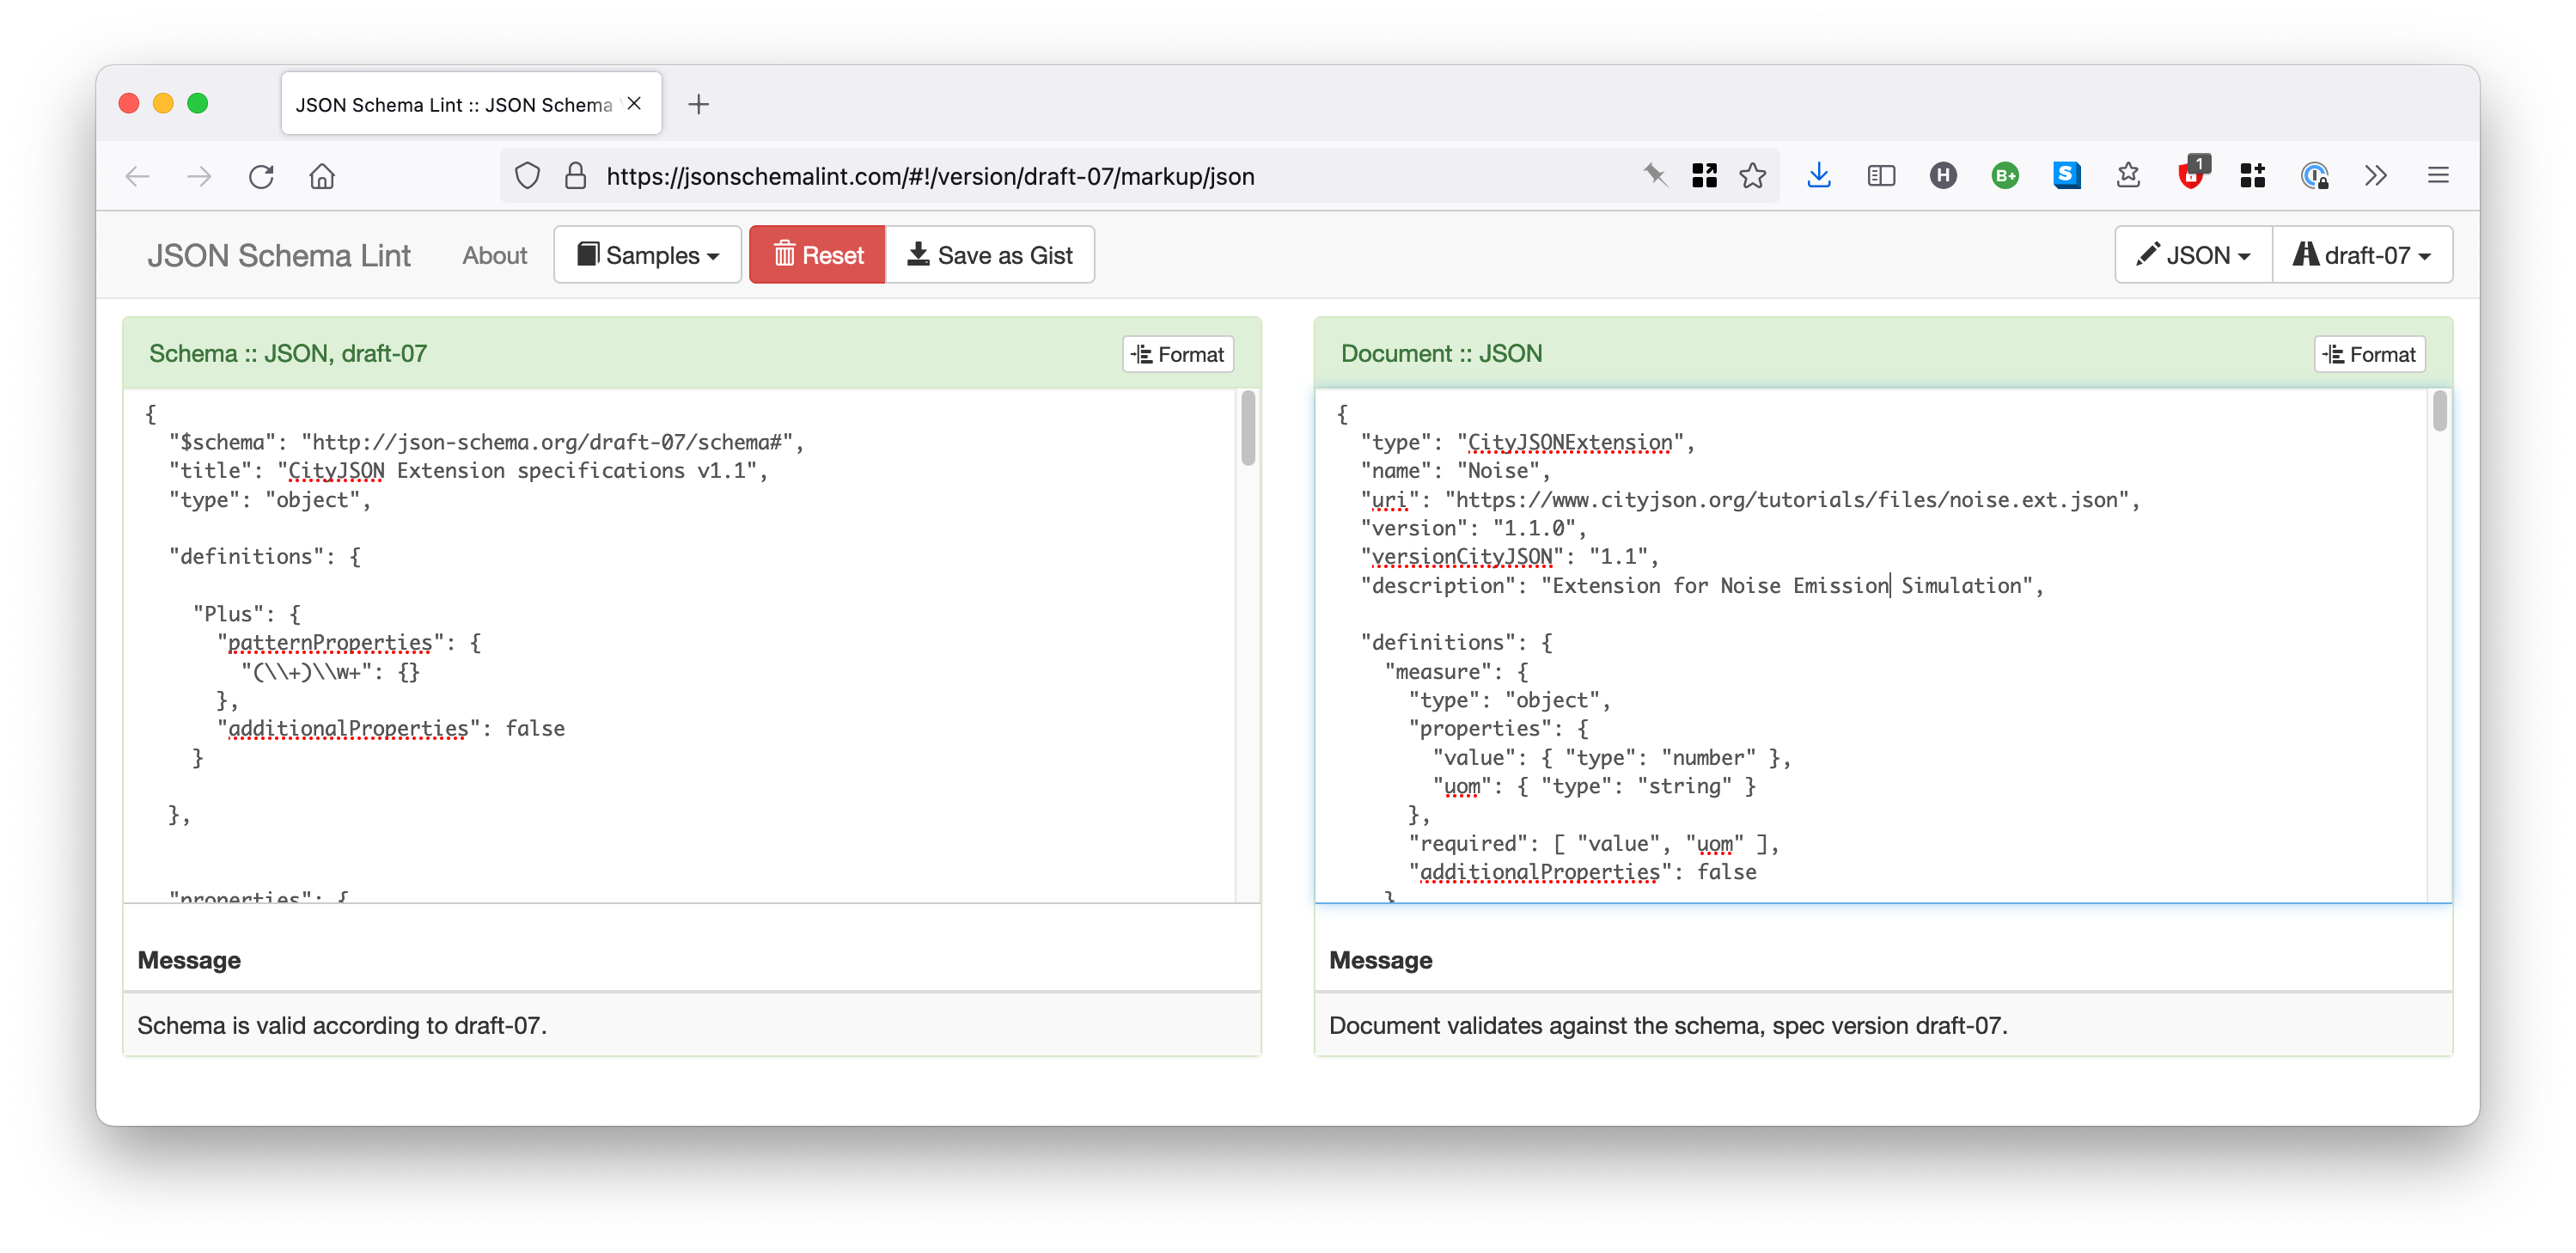 JSON Schema Lint :: JSON Schema
https://jsonschemalint.com/#!/version/draft-07/markup/json
H
B+
S
1
JSON Schema Lint
About
Samples
Reset
Save as Gist
JSON
draft-07
Schema :: JSON, draft-07
Format
{
"$schema": "http://json-schema.org/draft-07/schema#",
"title": "CityJSON Extension specifications v1.1",
"type": "object",
"definitions": {
"Plus": {
"patternProperties": {
"(\\+)\\w+": {}
},
"additionalProperties": false
}
},
"properties": {
Message
Schema is valid according to draft-07.
Document :: JSON
Format
{
"type": "CityJSONExtension",
"name": "Noise",
"uri": "https://www.cityjson.org/tutorials/files/noise.ext.json",
"version": "1.1.0",
"versionCityJSON": "1.1",
"description": "Extension for Noise Emission Simulation",
"definitions": {
"measure": {
"type": "object",
"properties": {
"value": { "type": "number" },
"uom": { "type": "string" }
},
"required": [ "value", "uom" ],
"additionalProperties": false
}
Message
Document validates against the schema, spec version draft-07.